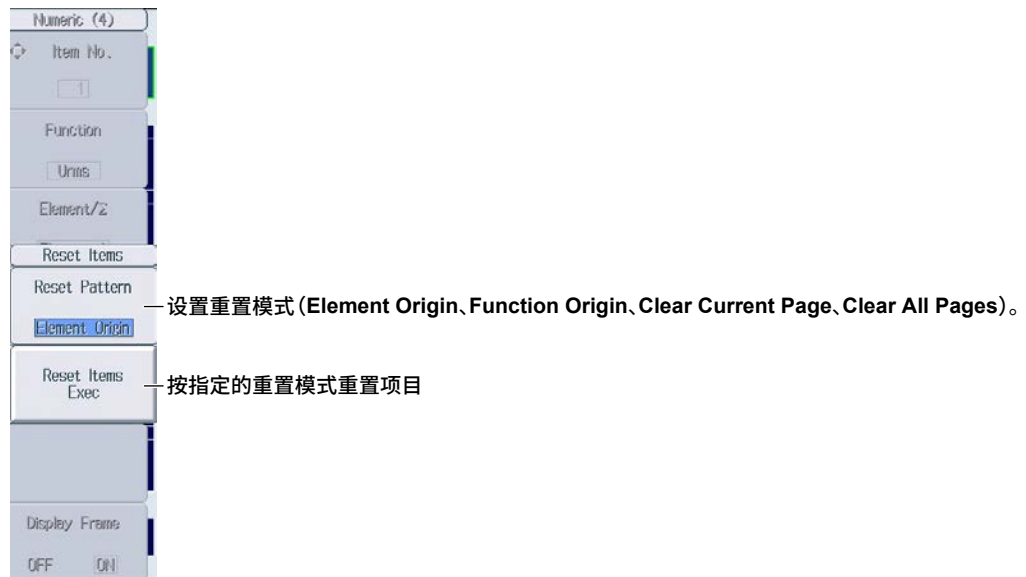 Numeric (4)
Item No.
1
Function
Urms
Element/Σ
Reset Items
Reset Pattern
设置重置模式(Element Origin、Function Origin、Clear Current Page、Clear All Pages)。
Element Origin
Reset Items
Exec
按指定的重置模式重置项目
Display Frame
OFF ON